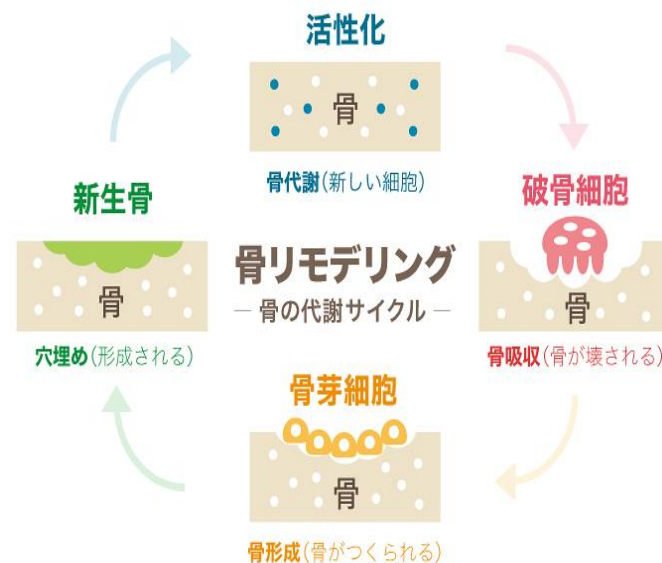 活性化
骨
骨代謝(新しい細胞)
新生骨
骨
穴埋め(形成される)
骨リモデリング
― 骨の代謝サイクル ―
破骨細胞
骨
骨吸収(骨が壊される)
骨芽細胞
骨
骨形成(骨がつくられる)